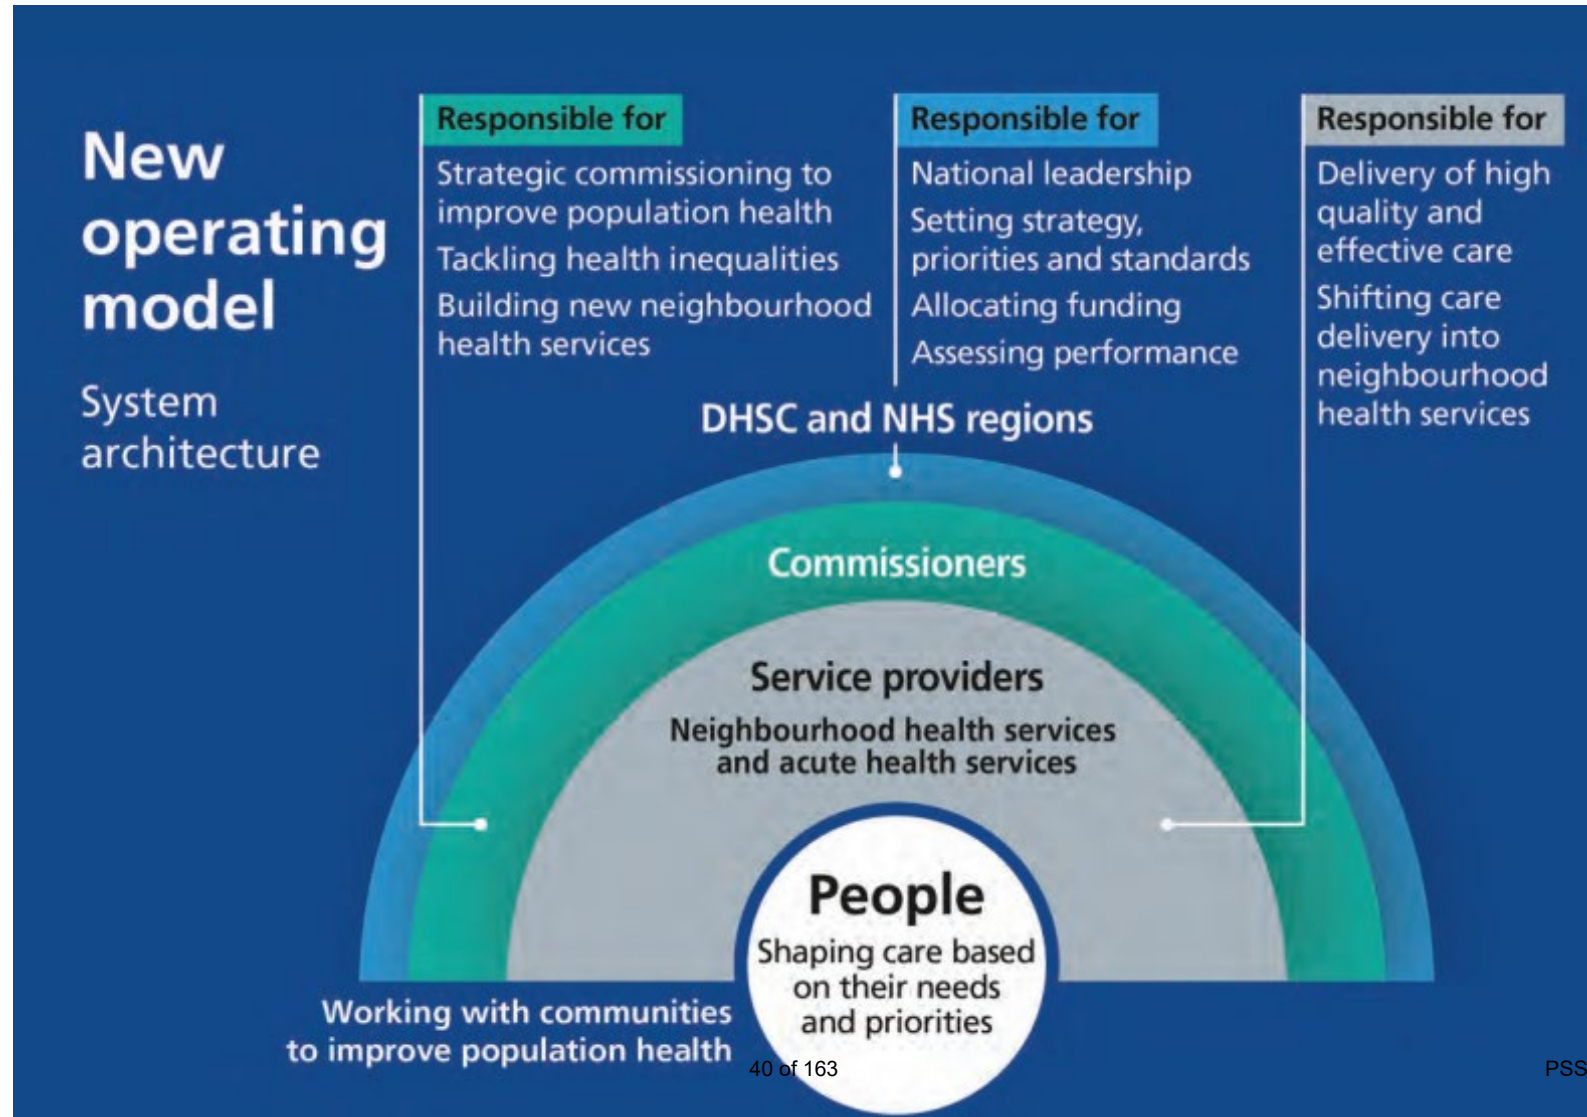 New
operating
model
System
architecture
Responsible for
Strategic commissioning to
improve population health
Tackling health inequalities
Building new neighbourhood
health services
Responsible for
National leadership
Setting strategy,
priorities and standards
Allocating funding
Assessing performance
Responsible for
Delivery of high
quality and
effective care
Shifting care
delivery into
neighbourhood
health services
DHSC and NHS regions
Commissioners
Service providers
Neighbourhood health services
and acute health services
People
Shaping care based
on their needs
and priorities
Working with communities
to improve population health
40 of 163
PSS